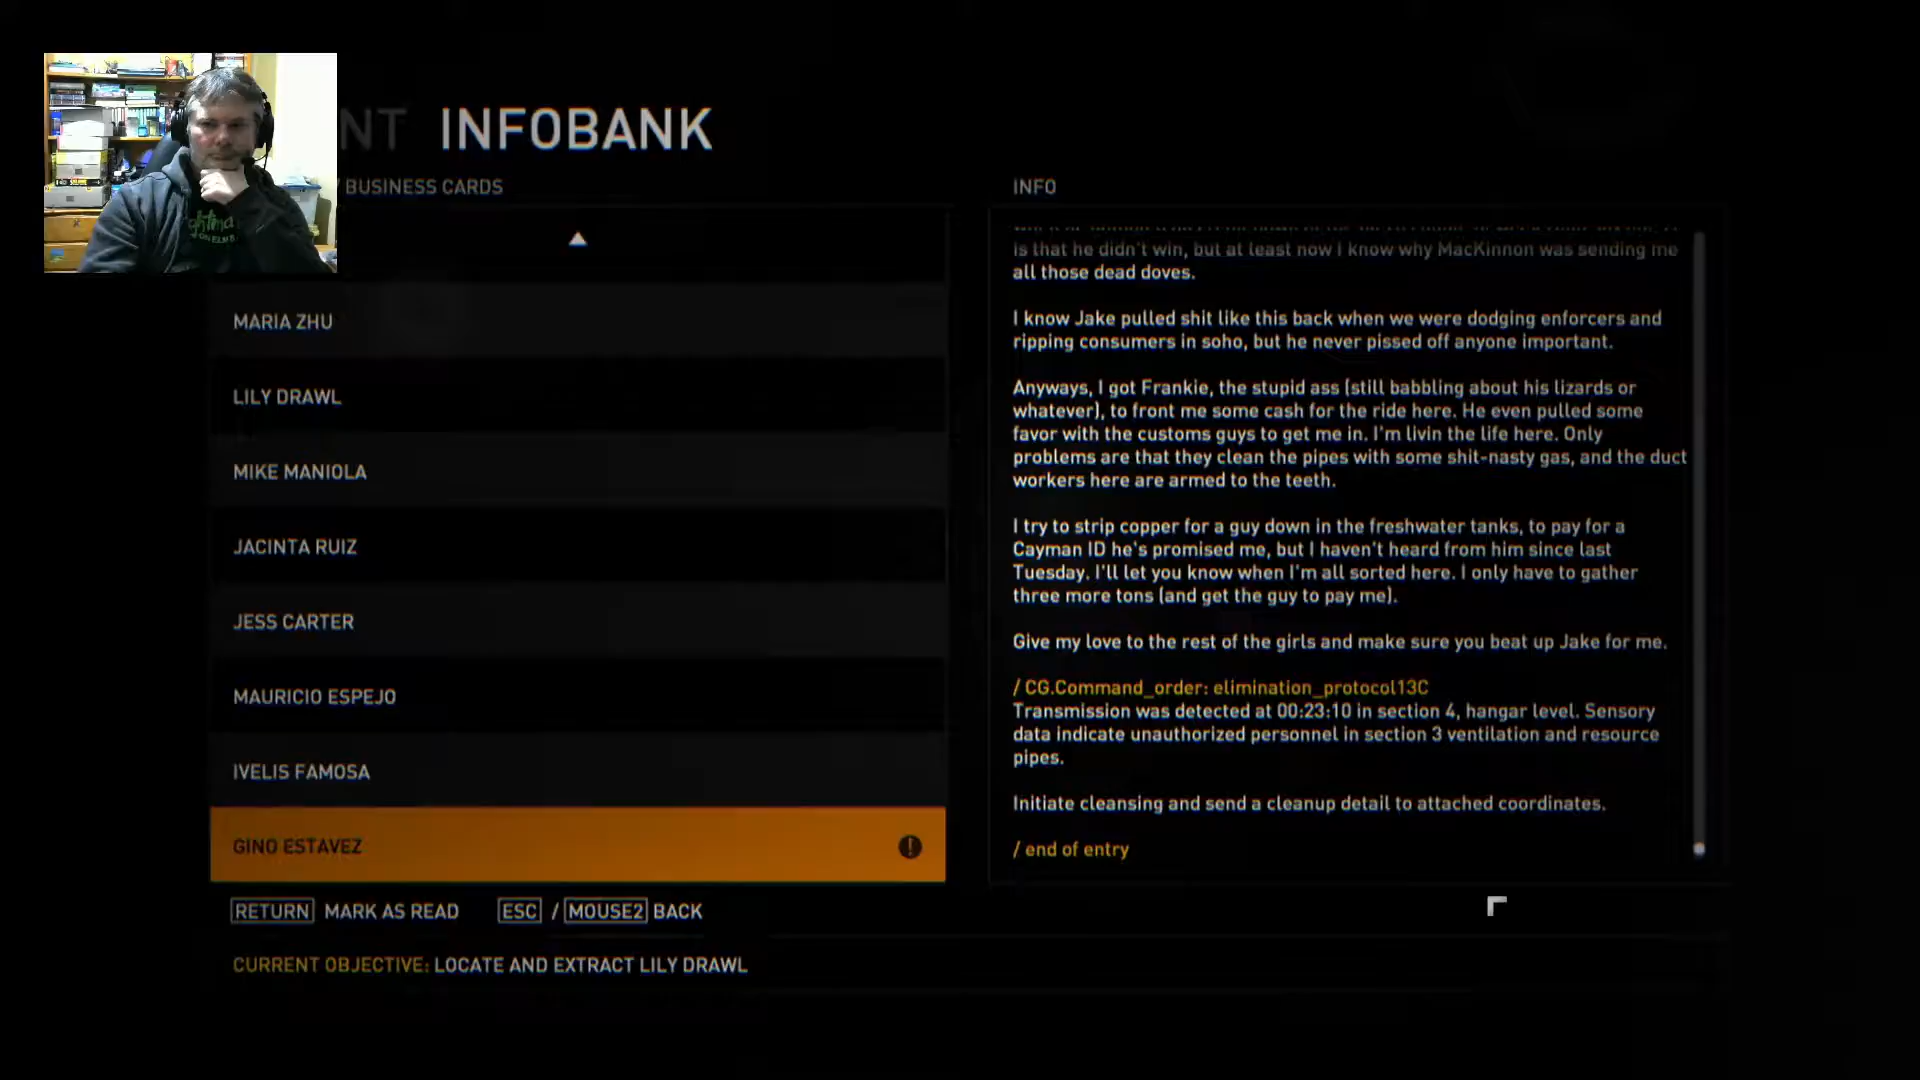 NT INFOBANK
/ BUSINESS CARDS
INFO
MARIA ZHU
LILY DRAWL
MIKE MANIOLA
JACINTA RUIZ
JESS CARTER
MAURICIO ESPEJO
IVELIS FAMOSA
GINO ESTAVEZ
is that he didn't win, but at least now I know why MacKinnon was sending me
all those dead doves.
I know Jake pulled shit like this back when we were dodging enforcers and
ripping consumers in soho, but he never pissed off anyone important.
Anyways, I got Frankie, the stupid ass (still babbling about his lizards or
whatever), to front me some cash for the ride here. He even pulled some
favor with the customs guys to get me in. I'm livin the life here. Only
problems are that they clean the pipes with some shit-nasty gas, and the duct
workers here are armed to the teeth.
I try to strip copper for a guy down in the freshwater tanks, to pay for a
Cayman ID he's promised me, but I haven't heard from him since last
Tuesday. I'll let you know when I'm all sorted here. I only have to gather
three more tons (and get the guy to pay me).
Give my love to the rest of the girls and make sure you beat up Jake for me.
/ CG.Command_order: elimination_protocol13C
Transmission was detected at 00:23:10 in section 4, hangar level. Sensory
data indicate unauthorized personnel in section 3 ventilation and resource
pipes.
Initiate cleansing and send a cleanup detail to attached coordinates.
/ end of entry
RETURN MARK AS READ ESC / MOUSE2 BACK
CURRENT OBJECTIVE: LOCATE AND EXTRACT LILY DRAWL